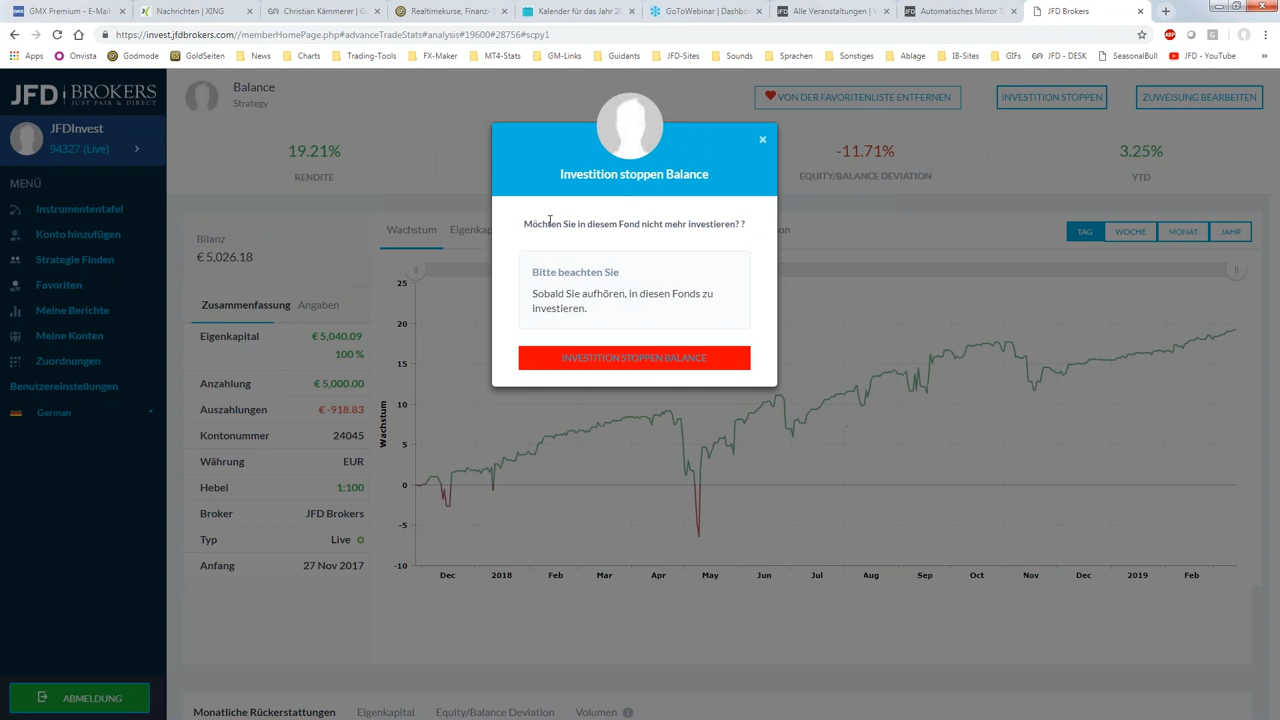 GMX Premium - E-Mail
Nachrichten | XING
Christian Kämmerer | G
Realtimekurse, Finanz-
Kalender für das Jahr 20
GoToWebinar | Dashbo
Alle Veranstaltungen | V
Automatisches Mirror T
JFD Brokers
https://invest.jfdbrokers.com//memberHomePage.php#advanceTradeStats#analysis#19600#28756#scpy1
Apps
Onvista
Godmode
GoldSeiten
News
Charts
Trading-Tools
FX-Maker
MT4-Stats
GM-Links
Guidants
JFD-Sites
Sounds
Sprachen
Sonstiges
Ablage
IB-Sites
GIFs
JFD - DESK
SeasonalBull
JFD - YouTube
JFD BROKERS
JUST FAIR & DIRECT
JFDInvest
94327 (Live)
MENÜ
Instrumententafel
Konto hinzufügen
Strategie Finden
Favoriten
Meine Berichte
Meine Konten
Zuordnungen
Benutzereinstellungen
German
ABMELDUNG
Balance
Strategy
VON DER FAVORITENLISTE ENTFERNEN
INVESTITION STOPPEN
ZUWEISUNG BEARBEITEN
19.21%
RENDITE
-11.71%
EQUITY/BALANCE DEVIATION
3.25%
YTD
Bilanz
€ 5,026.18
Zusammenfassung
Angaben
Eigenkapital € 5,040.09
100 %
Anzahlung € 5,000.00
Auszahlungen € -918.83
Kontonummer 24045
Währung EUR
Hebel 1:100
Broker JFD Brokers
Typ Live
Anfang 27 Nov 2017
Wachstum
Eigenkap
on
TAG
WOCHE
MONAT
JAHR
Investition stoppen Balance
Möchten Sie in diesem Fond nicht mehr investieren? ?
Bitte beachten Sie
Sobald Sie aufhören, in diesen Fonds zu
investieren.
INVESTITION STOPPEN BALANCE
Wachstum
25
20
15
10
5
0
-5
-10
Dec 2018 Feb Mar Apr May Jun Jul Aug Sep Oct Nov Dec 2019 Feb
Monatliche Rückerstattungen
Eigenkapital
Equity/Balance Deviation
Volumen